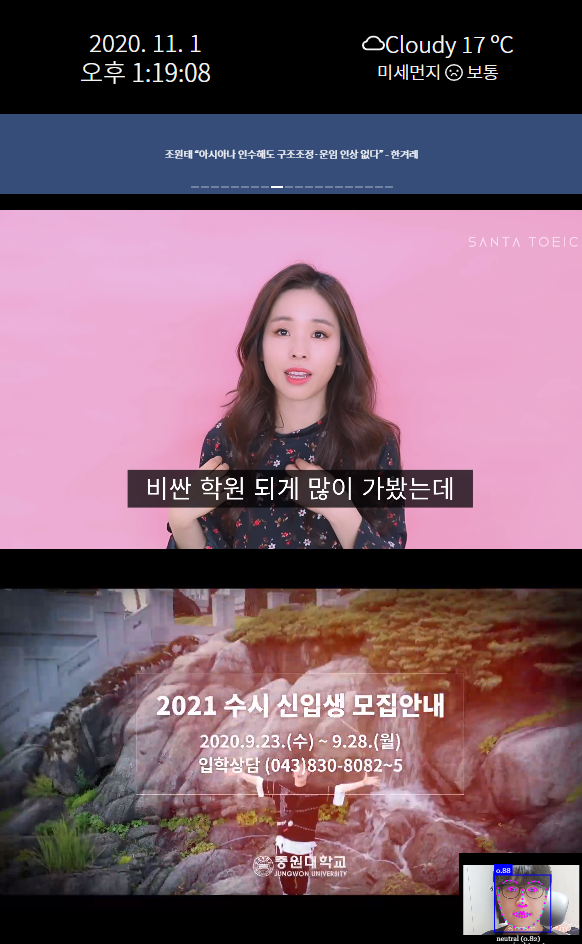 2020. 11. 1
오후 1:19:08
Cloudy 17 ºC
미세먼지 보통
조원태 “아시아나 인수해도 구조조정·운임 인상 없다” - 한겨레
SANTA TOEIC
비싼 학원 되게 많이 가봤는데
2021 수시 신입생 모집안내
2020.9.23.(수) ~ 9.28.(월)
입학상담 (043)830-8082~5
중원대학교
JUNGWON UNIVERSITY
0.88
neutral (0.82)